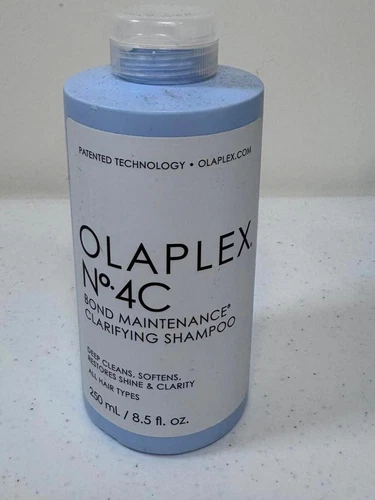 PATENTED TECHNOLOGY • OLAPLEX.COM
OLAPLEX®
Nº.4C
BOND MAINTENANCE®
CLARIFYING SHAMPOO
DEEP CLEANS, SOFTENS,
RESTORES SHINE & CLARITY
ALL HAIR TYPES
250 mL / 8.5 fl. oz.